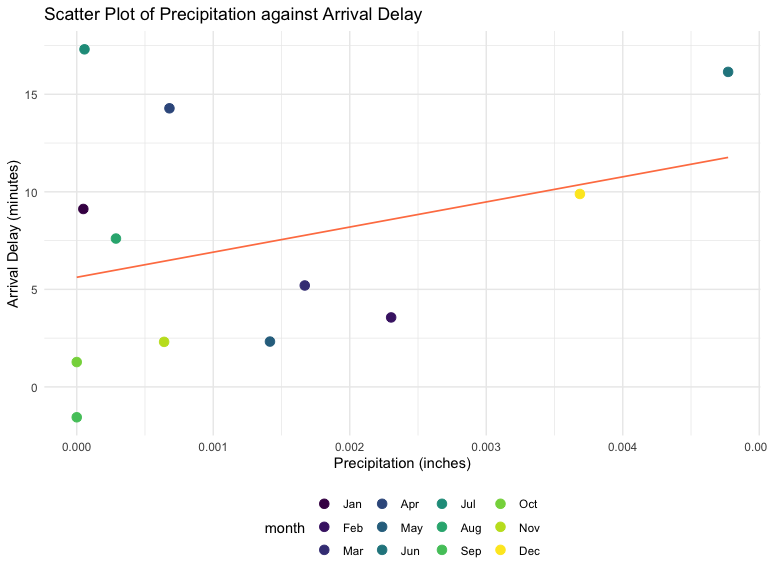 Scatter Plot of Precipitation against Arrival Delay
Arrival Delay (minutes)
15
10
5
0
0.000 0.001 0.002 0.003 0.004 0.00
Precipitation (inches)
month
Jan Apr Jul Oct
Feb May Aug Nov
Mar Jun Sep Dec